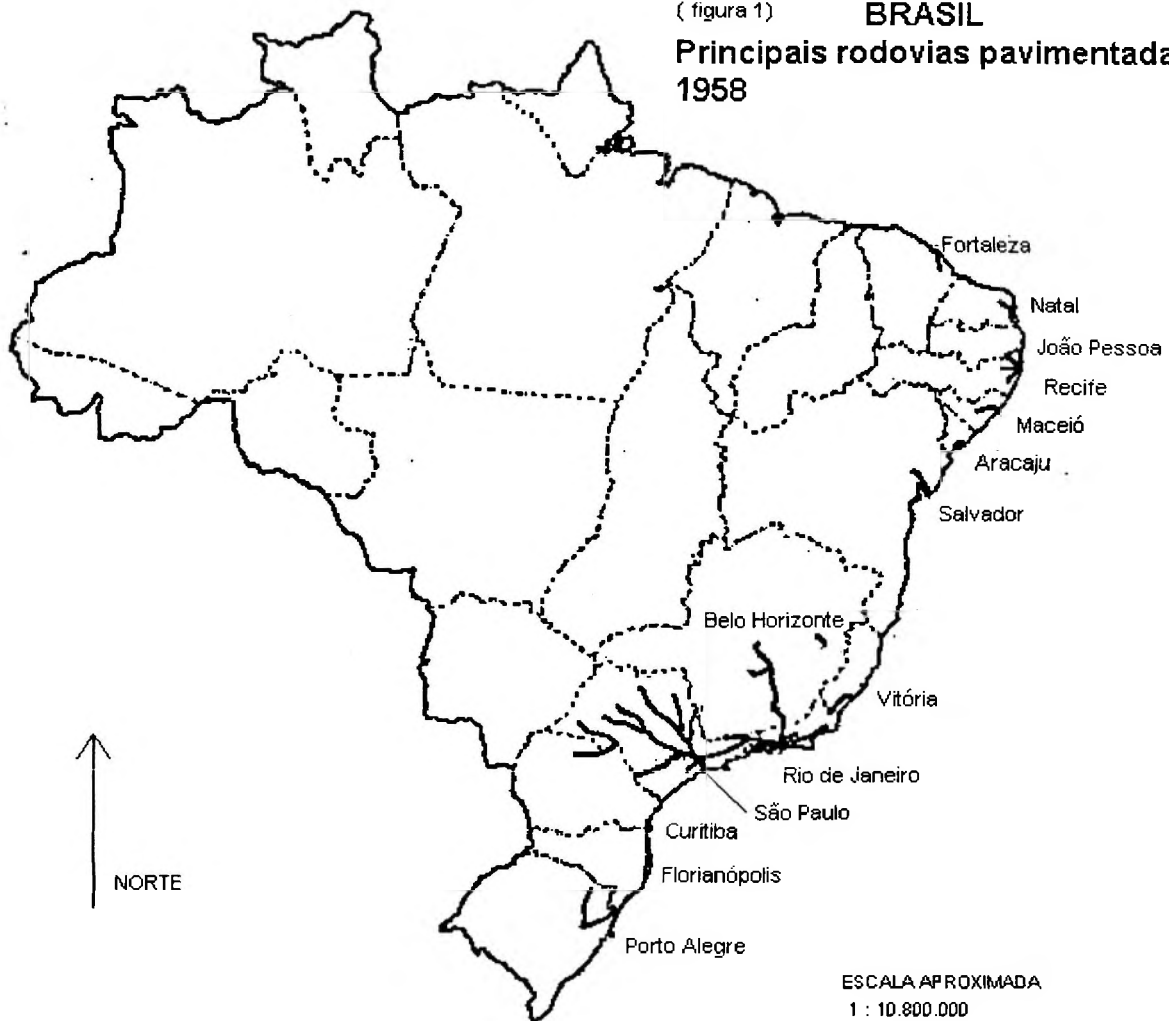 ( figura 1)
BRASIL
Principais rodovias pavimentada
1958
Fortaleza
Natal
João Pessoa
Recife
Maceió
Aracaju
Salvador
Belo Horizonte
Vitória
Rio de Janeiro
São Paulo
Curitiba
NORTE
Florianópolis
Porto Alegre
ESCALA APROXIMADA
1 : 10.800.000